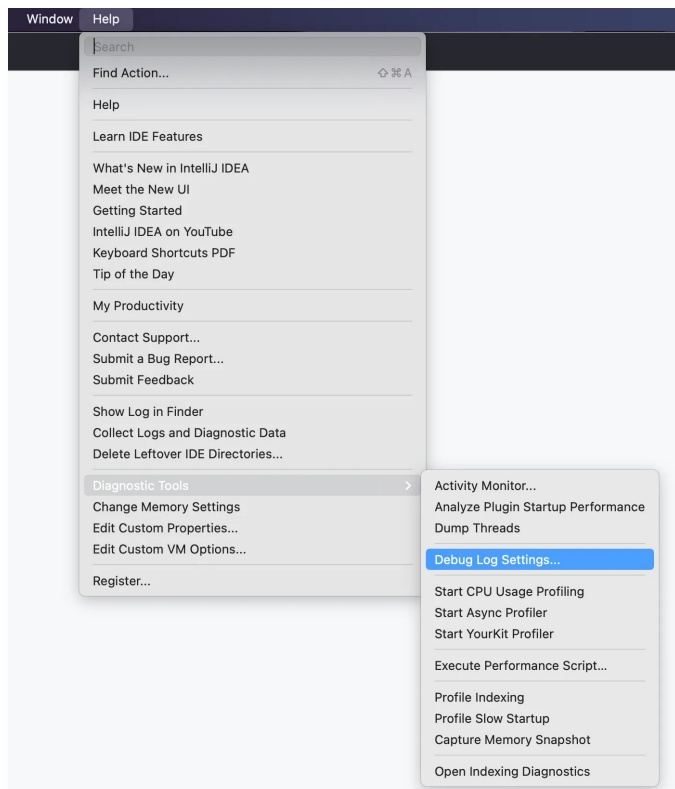 Window Help
Search
Find Action... ⇧⌘A
Help
Learn IDE Features
What's New in IntelliJ IDEA
Meet the New UI
Getting Started
IntelliJ IDEA on YouTube
Keyboard Shortcuts PDF
Tip of the Day
My Productivity
Contact Support...
Submit a Bug Report...
Submit Feedback
Show Log in Finder
Collect Logs and Diagnostic Data
Delete Leftover IDE Directories...
Diagnostic Tools
Change Memory Settings
Edit Custom Properties...
Edit Custom VM Options...
Register...
Activity Monitor...
Analyze Plugin Startup Performance
Dump Threads
Debug Log Settings...
Start CPU Usage Profiling
Start Async Profiler
Start YourKit Profiler
Execute Performance Script...
Profile Indexing
Profile Slow Startup
Capture Memory Snapshot
Open Indexing Diagnostics